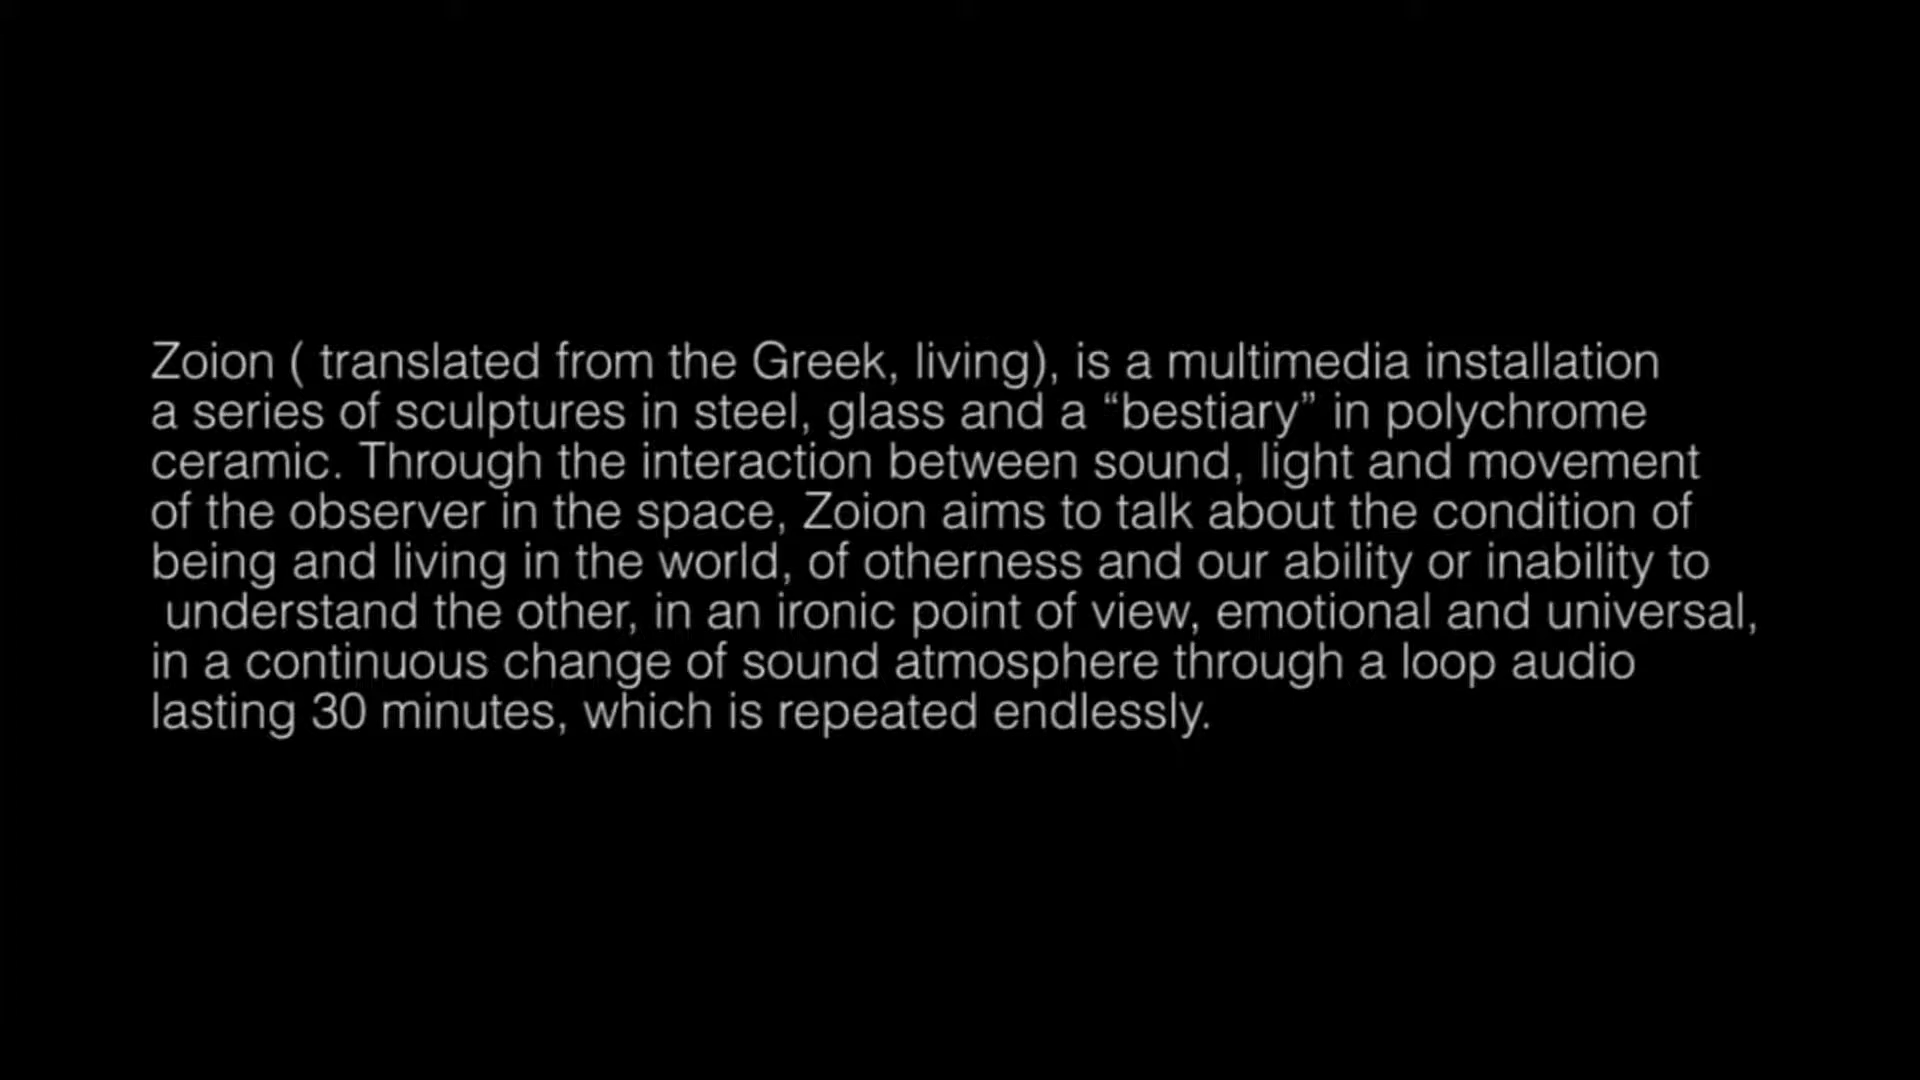 Zoion ( translated from the Greek, living), is a multimedia installation
a series of sculptures in steel, glass and a “bestiary” in polychrome
ceramic. Through the interaction between sound, light and movement
of the observer in the space, Zoion aims to talk about the condition of
being and living in the world, of otherness and our ability or inability to
understand the other, in an ironic point of view, emotional and universal,
in a continuous change of sound atmosphere through a loop audio
lasting 30 minutes, which is repeated endlessly.